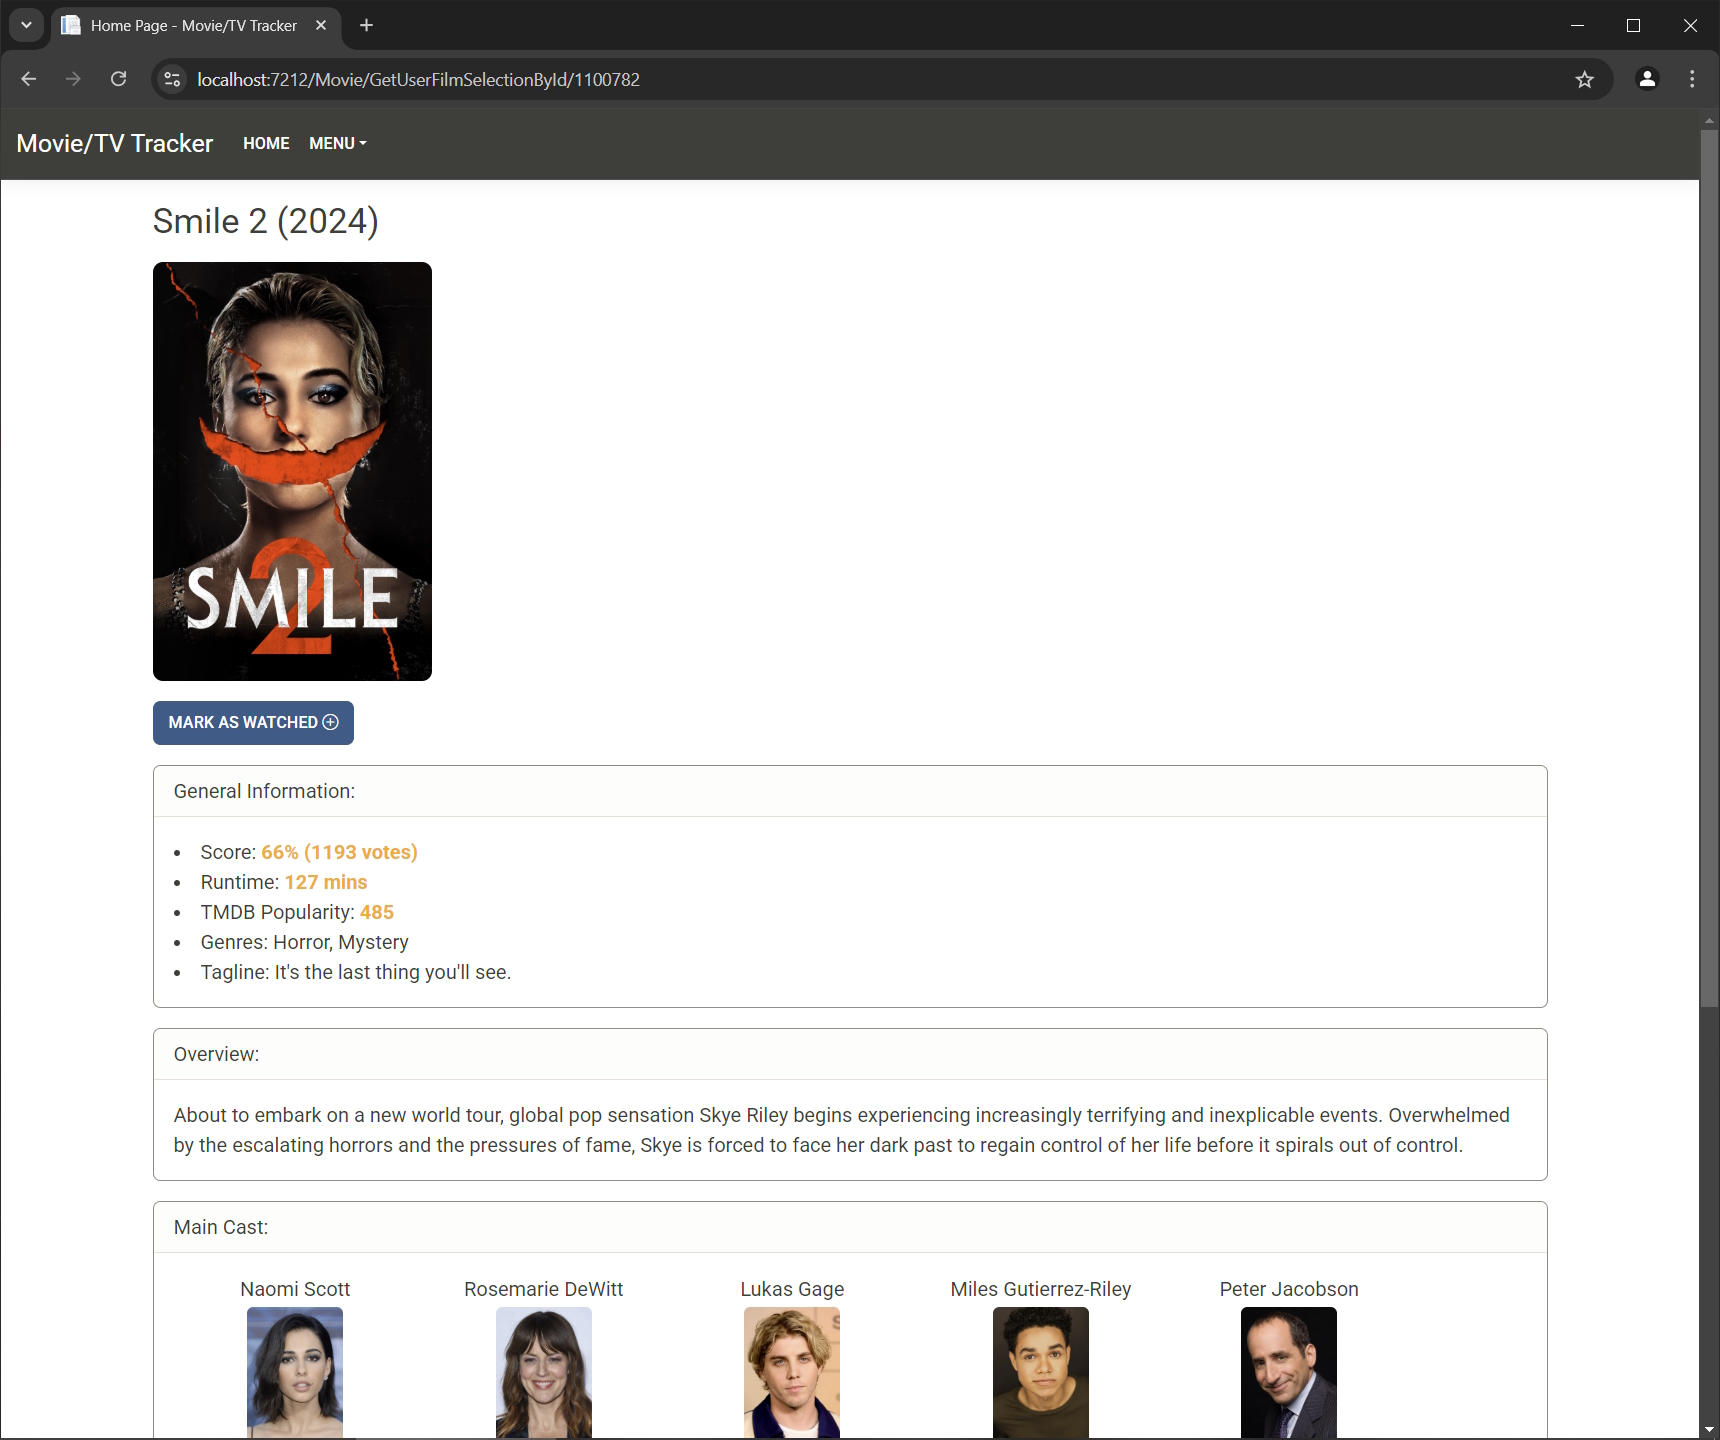 Home Page - Movie/TV Tracker
localhost:7212/Movie/GetUserFilmSelectionById/1100782
Movie/TV Tracker HOME MENU
Smile 2 (2024)
SMILE
2
MARK AS WATCHED
General Information:
• Score: 66% (1193 votes)
• Runtime: 127 mins
• TMDB Popularity: 485
• Genres: Horror, Mystery
• Tagline: It's the last thing you'll see.
Overview:
About to embark on a new world tour, global pop sensation Skye Riley begins experiencing increasingly terrifying and inexplicable events. Overwhelmed
by the escalating horrors and the pressures of fame, Skye is forced to face her dark past to regain control of her life before it spirals out of control.
Main Cast:
Naomi Scott Rosemarie DeWitt Lukas Gage Miles Gutierrez-Riley Peter Jacobson